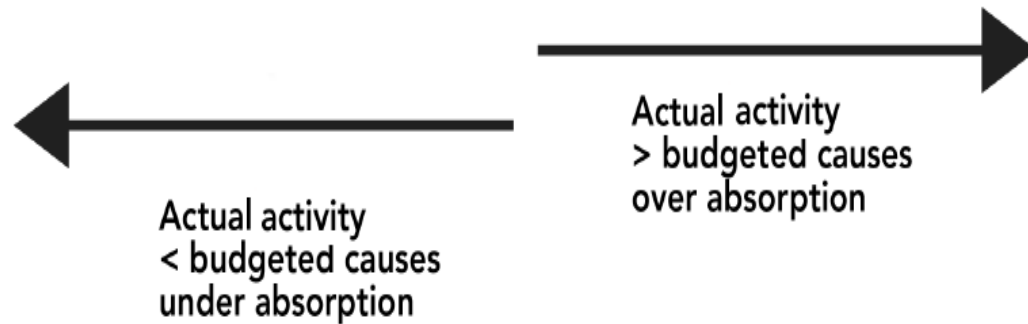 Actual activity
< budgeted causes
under absorption
Actual activity
> budgeted causes
over absorption